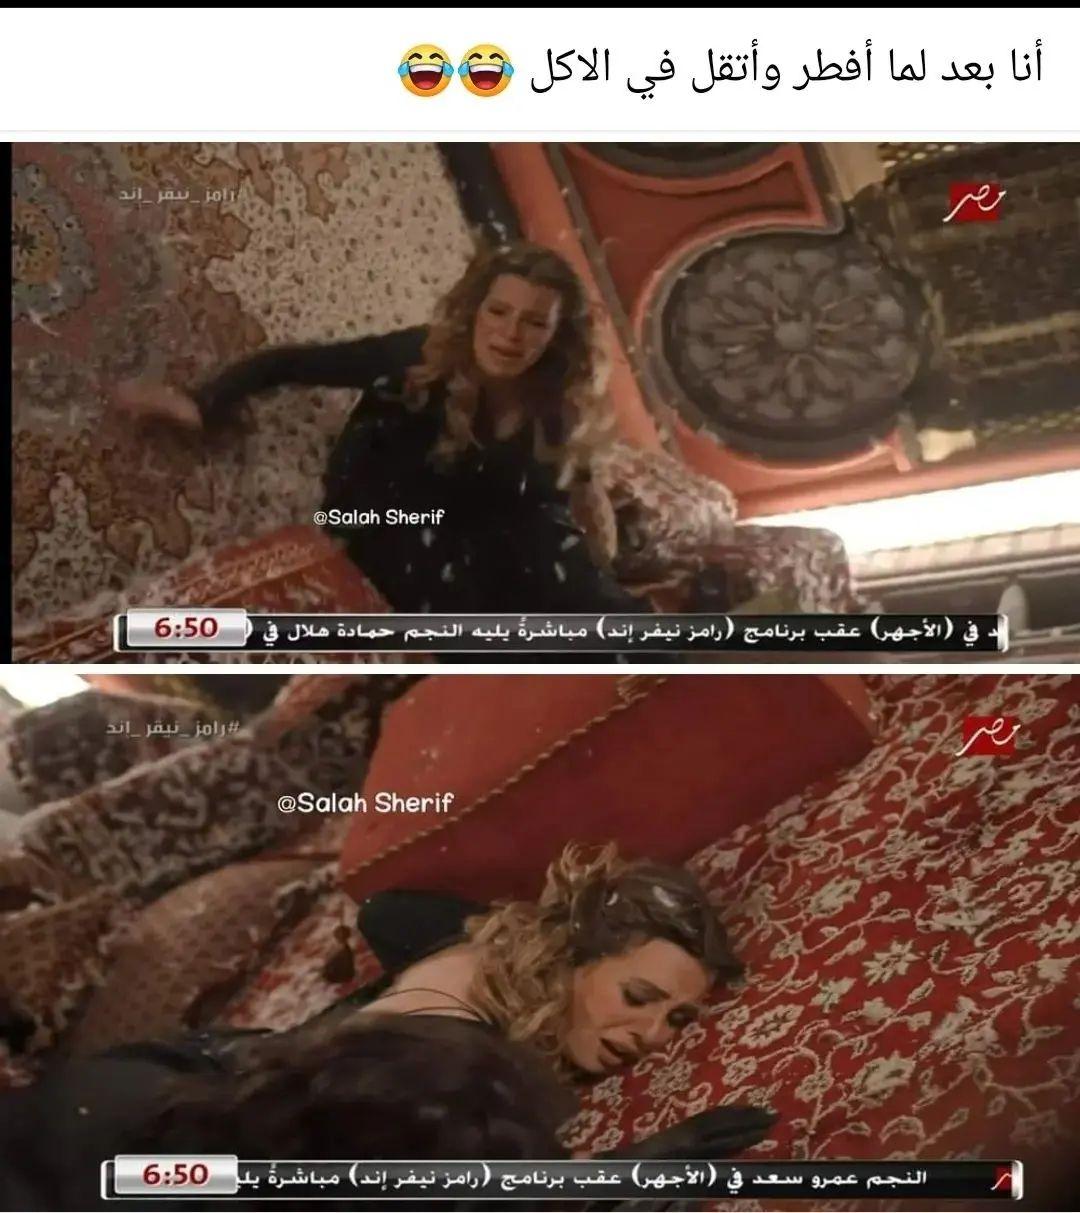 أنا بعد لما أفطر وأتقل في الاكل 😂😂
#رامز_نيفر_اند
مصر
@Salah Sherif
6:50
د في (الأجهر) عقب برنامج (رامز نيفر إند) مباشرةً يليه النجم حمادة هلال في (
#رامز_نيفر_اند
مصر
@Salah Sherif
6:50
النجم عمرو سعد في (الأجهر) عقب برنامج (رامز نيفر إند) مباشرةً يلي